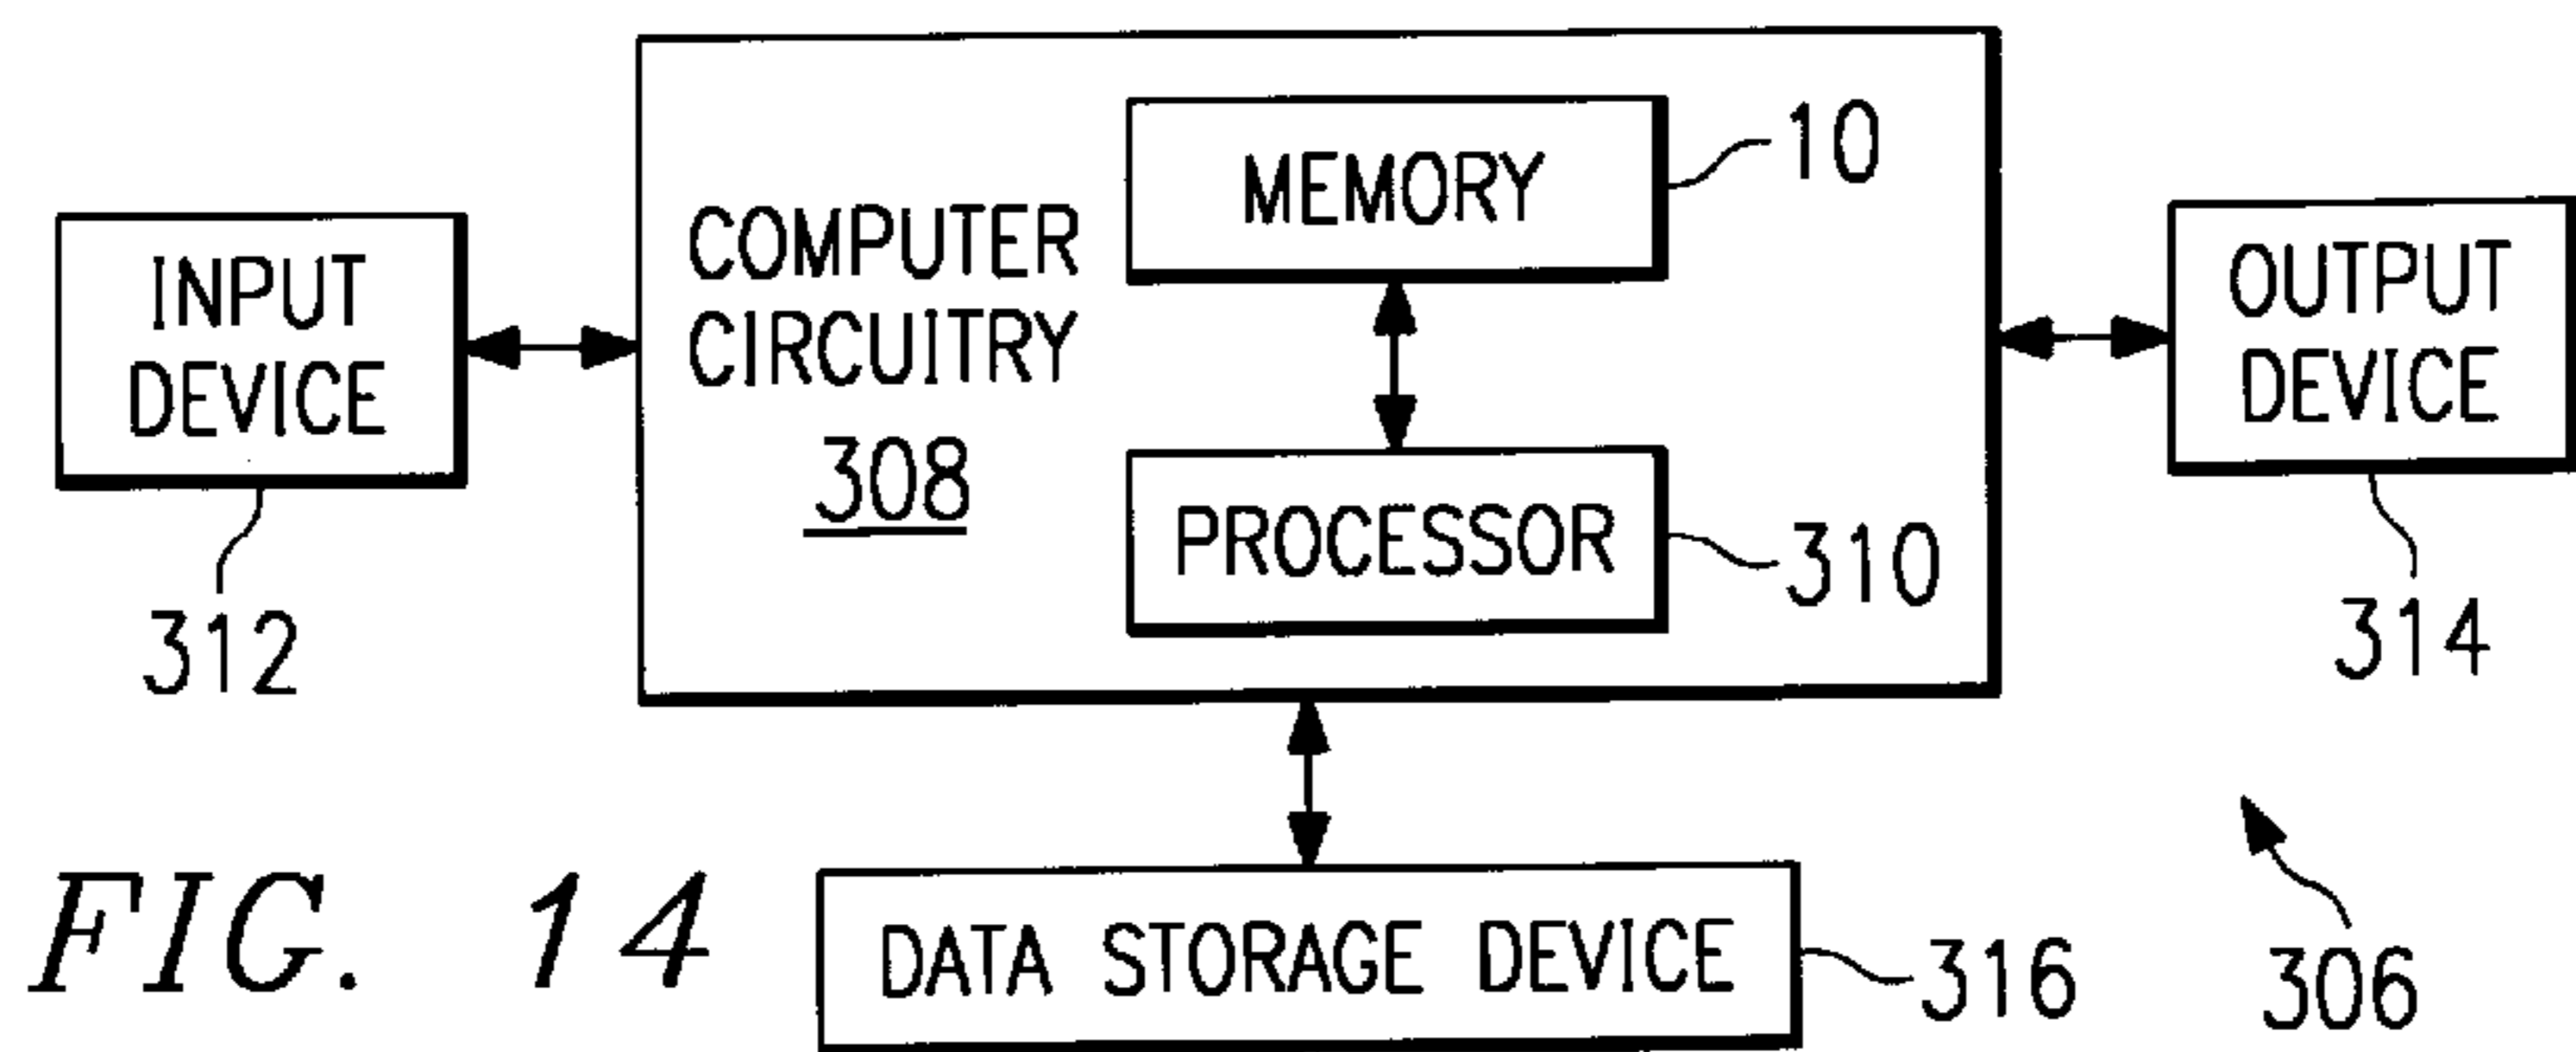 MEMORY
10
COMPUTER
CIRCUITRY
308
INPUT
DEVICE
312
PROCESSOR
310
OUTPUT
DEVICE
314
DATA STORAGE DEVICE
316
306
FIG. 14